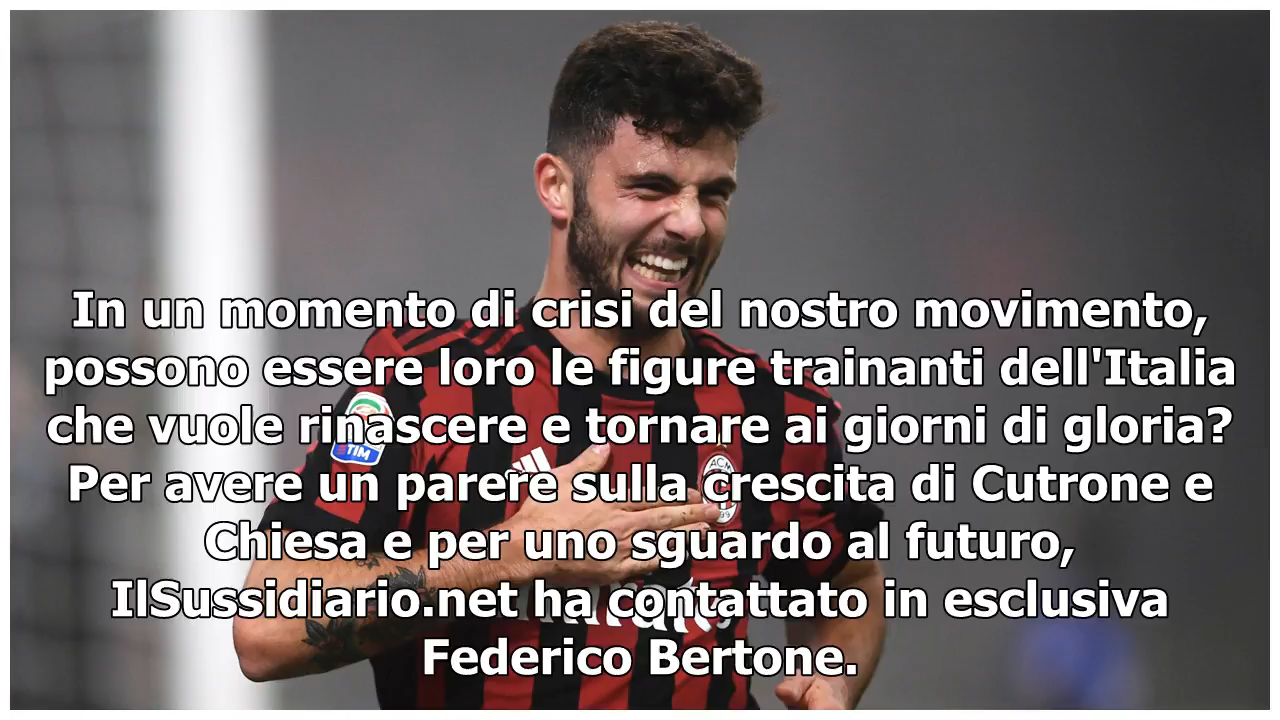 In un momento di crisi del nostro movimento,
possono essere loro le figure trainanti dell'Italia
che vuole rinascere e tornare ai giorni di gloria?
Per avere un parere sulla crescita di Cutrone e
Chiesa e per uno sguardo al futuro,
IlSussidiario.net ha contattato in esclusiva
Federico Bertone.
TIM
ACM